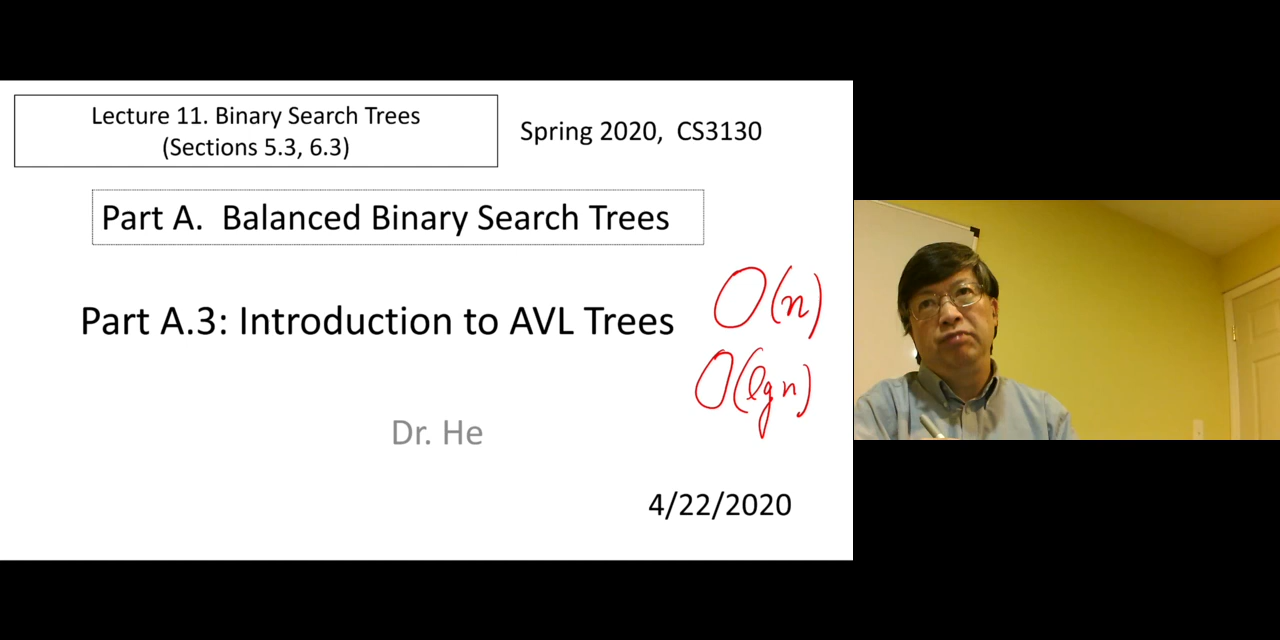 Lecture 11. Binary Search Trees
(Sections 5.3, 6.3)
Spring 2020, CS3130
Part A. Balanced Binary Search Trees
Part A.3: Introduction to AVL Trees
O(n)
O(lg n)
Dr. He
4/22/2020